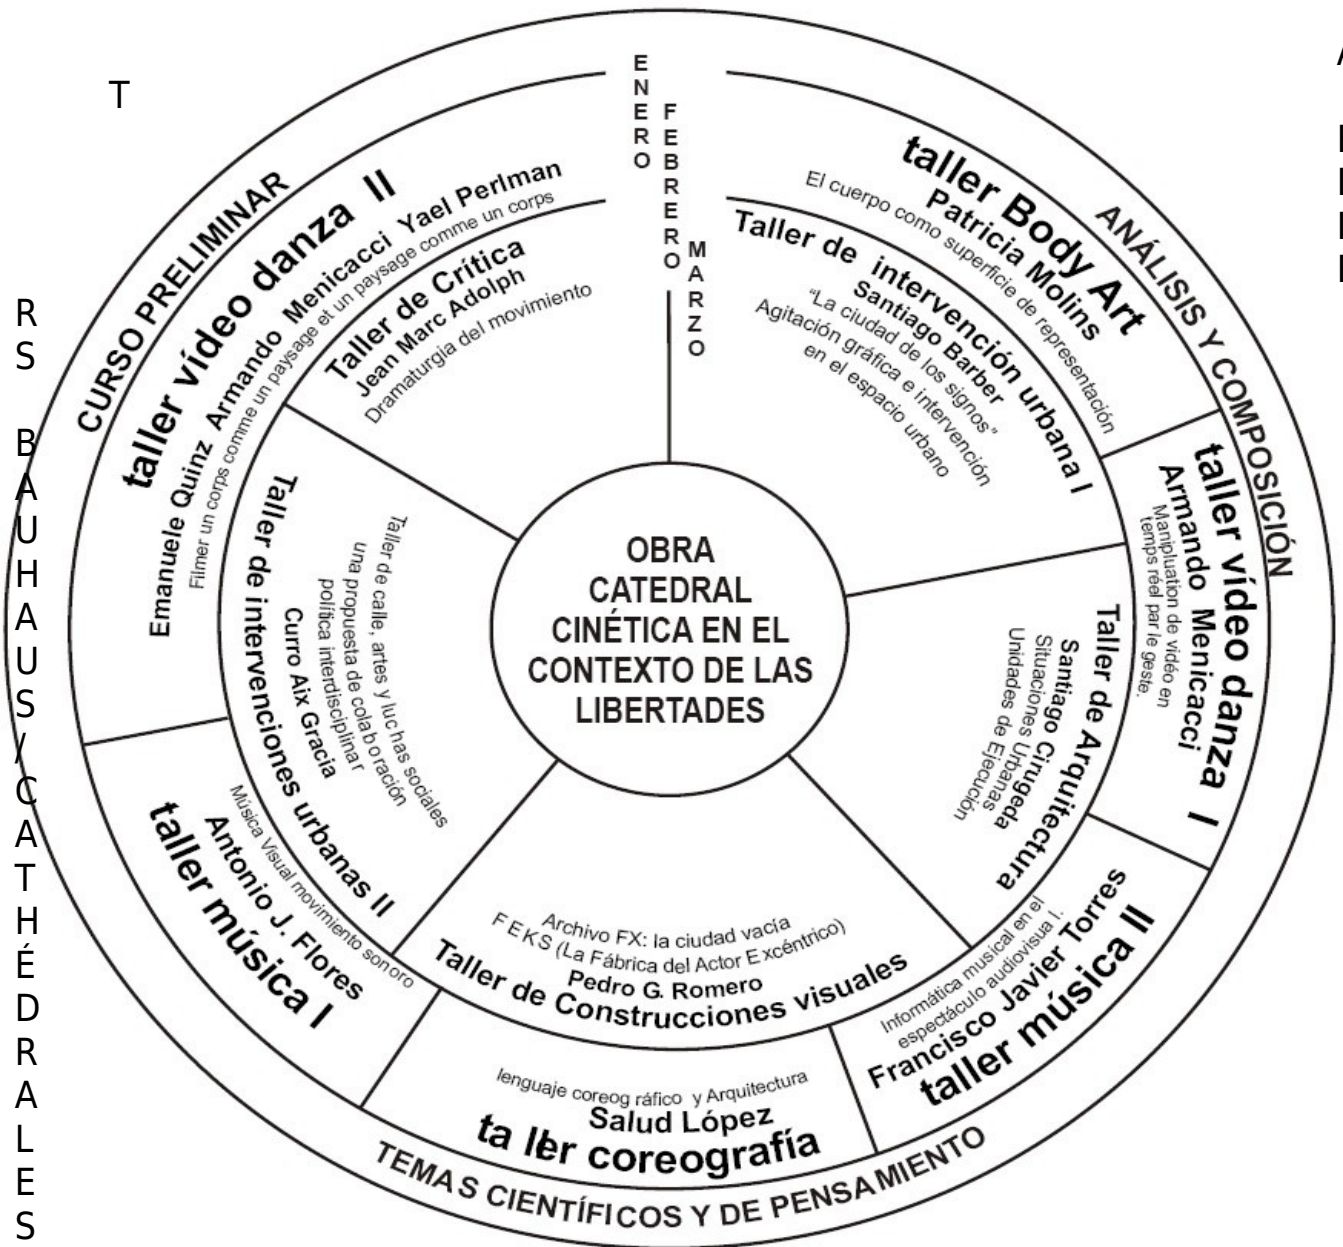 T
RS BAUHAUS/CATHÉDRALES
ENERO
FEBRERO
MARZO
CURSO PRELIMINAR
ANÁLISIS Y COMPOSICIÓN
TEMAS CIENTÍFICOS Y DE PENSAMIENTO
taller vídeo danza II
Emanuele Quinz Armando Menicacci Yael Perlman
Filmer un corps comme un paysage et un paysage comme un corps
taller Body Art
Patricia Molins
El cuerpo como superficie de representación
taller vídeo danza I
Armando Menicacci
Manipluation de vidéo en
temps réel par le geste.
Informática musical en el
espectáculo audiovisua l.
Francisco Javier Torres
taller música II
lenguaje coreog ráfico y Arquitectura
Salud López
ta ller coreografía
Música Visual movimiento sonoro
Antonio J. Flores
taller música I
Taller de Crítica
Jean Marc Adolph
Dramaturgia del movimiento
Taller de intervención urbana I
Santiago Barber
"La ciudad de los signos"
Agitación gráfica e intervención
en el espacio urbano
Taller de Arquitectura
Santiago Cirugeda
Situaciones Urbanas
Unidades de Ejecución
Archivo FX: la ciudad vacía
FEKS (La Fábrica del Actor Excéntrico)
Pedro G. Romero
Taller de Construcciones visuales
Taller de calle, artes y luchas sociales
una propuesta de colaboración
política interdisciplinar
Curro Aix Gracia
Taller de intervenciones urbanas II
OBRA
CATEDRAL
CINÉTICA EN EL
CONTEXTO DE LAS
LIBERTADES